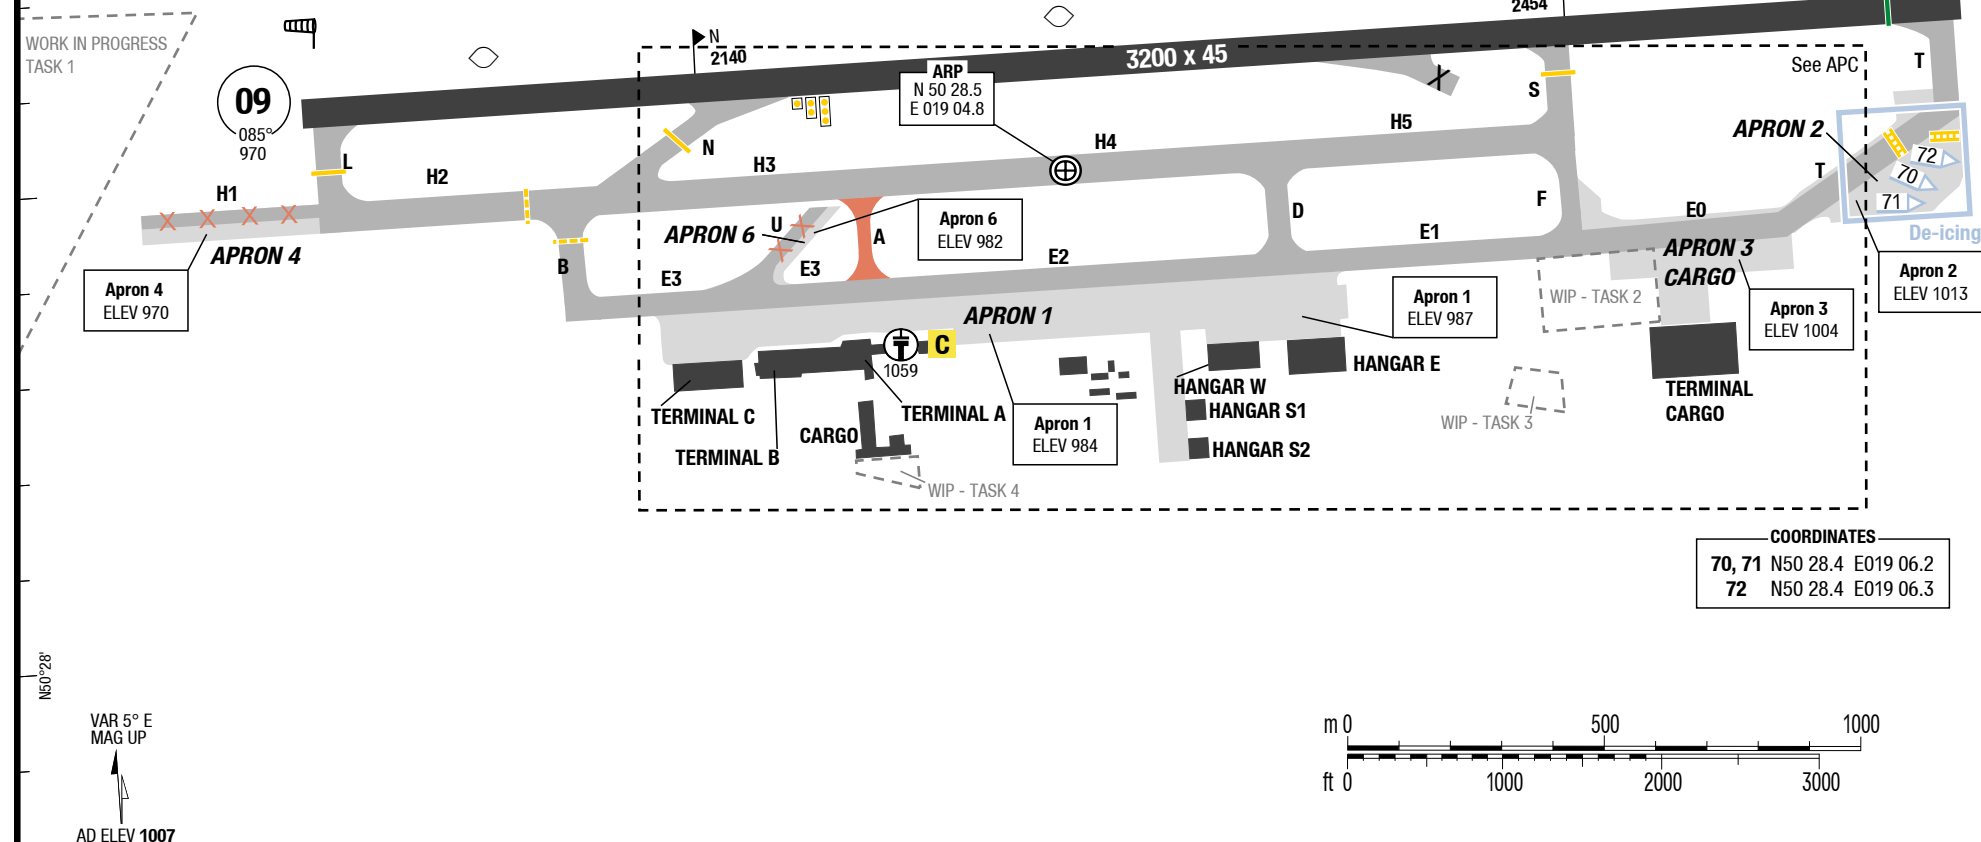 2454
WORK IN PROGRESS
TASK 1
N
2140
3200 x 45
See APC
T
09
085°
970
ARP
N 50 28.5
E 019 04.8
S
H5
APRON 2
L
N
H3
H4
H2
T
72
70
71
H1
U
APRON 6
A
Apron 6
ELEV 982
D
F
E0
E1
De-icing
APRON 4
B
E3
E3
E2
APRON 3
CARGO
Apron 4
ELEV 970
APRON 1
Apron 1
ELEV 987
WIP - TASK 2
Apron 3
ELEV 1004
Apron 2
ELEV 1013
C
1059
HANGAR E
HANGAR W
TERMINAL C
TERMINAL A
HANGAR S1
TERMINAL
CARGO
CARGO
Apron 1
ELEV 984
WIP - TASK 3
TERMINAL B
HANGAR S2
WIP - TASK 4
COORDINATES
70, 71 N50 28.4 E019 06.2
72 N50 28.4 E019 06.3
N50°28'
VAR 5° E
MAG UP
AD ELEV 1007
m 0 500 1000
ft 0 1000 2000 3000